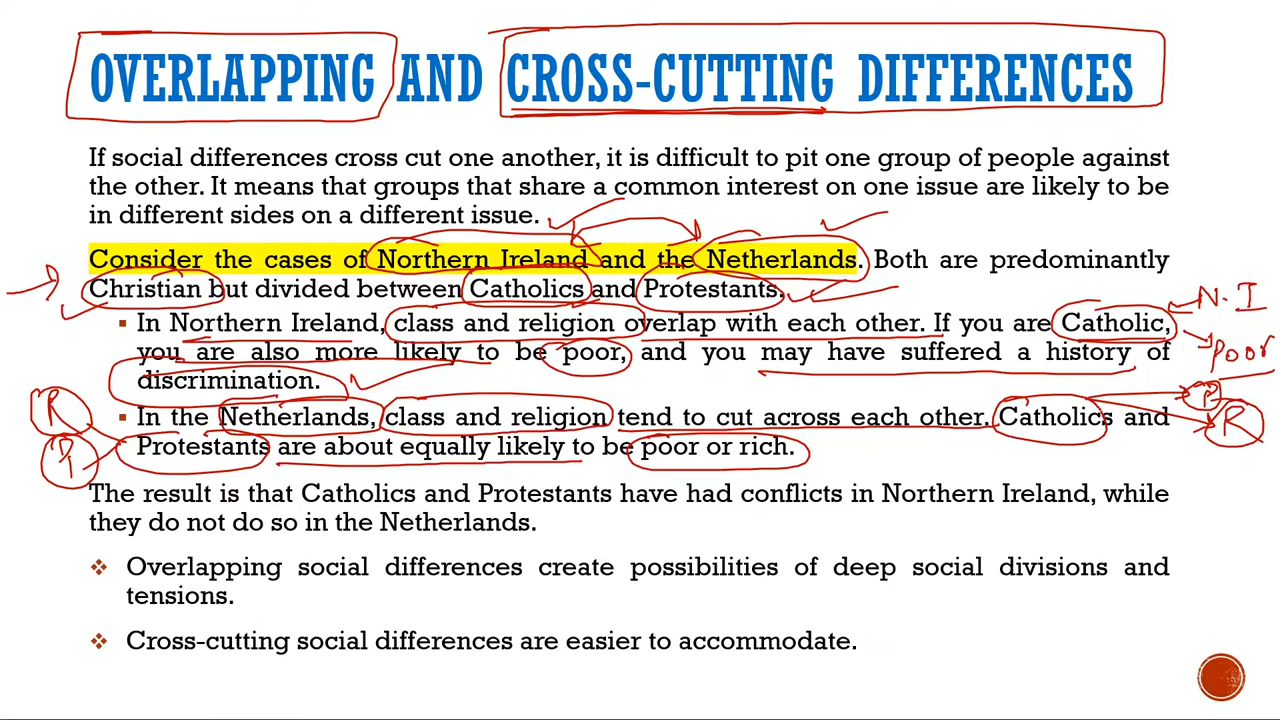 OVERLAPPING AND CROSS-CUTTING DIFFERENCES
If social differences cross cut one another, it is difficult to pit one group of people against
the other. It means that groups that share a common interest on one issue are likely to be
in different sides on a different issue.
Consider the cases of Northern Ireland and the Netherlands. Both are predominantly
Christian but divided between Catholics and Protestants.
N.I
In Northern Ireland, class and religion overlap with each other. If you are Catholic,
you are also more likely to be poor, and you may have suffered a history of
Poor
discrimination.
R P
In the Netherlands, class and religion tend to cut across each other. Catholics and
R
Protestants are about equally likely to be poor or rich.
P
The result is that Catholics and Protestants have had conflicts in Northern Ireland, while
they do not do so in the Netherlands.
Overlapping social differences create possibilities of deep social divisions and
tensions.
Cross-cutting social differences are easier to accommodate.